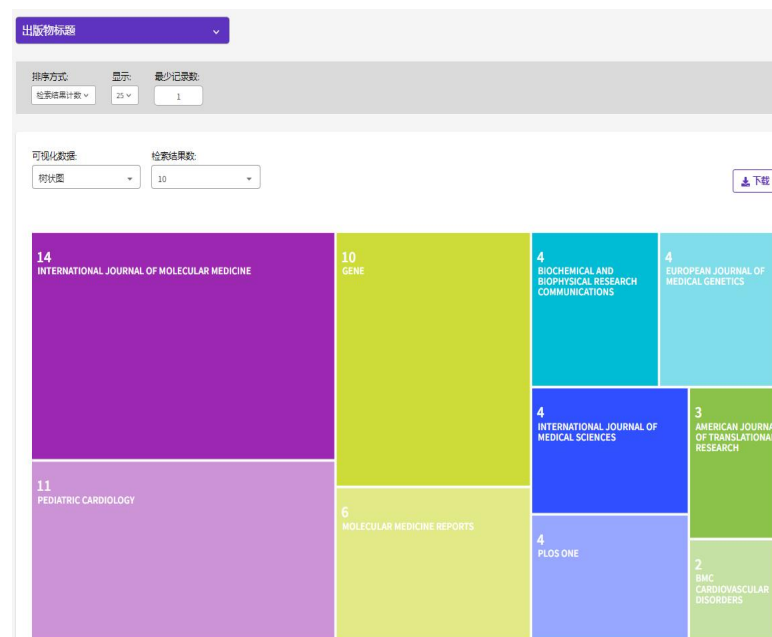 出版物标题
排序方式: 显示: 最少记录数:
检索结果计数 25 1
可视化数据: 检索结果数:
树状图 10
下载
14
INTERNATIONAL JOURNAL OF MOLECULAR MEDICINE
10
GENE
4
BIOCHEMICAL AND
BIOPHYSICAL RESEARCH
COMMUNICATIONS
4
EUROPEAN JOURNAL OF
MEDICAL GENETICS
4
INTERNATIONAL JOURNAL OF
MEDICAL SCIENCES
3
AMERICAN JOURNA
OF TRANSLATIONAL
RESEARCH
11
PEDIATRIC CARDIOLOGY
6
MOLECULAR MEDICINE REPORTS
4
PLOS ONE
2
BMC
CARDIOVASCULAR
DISORDERS